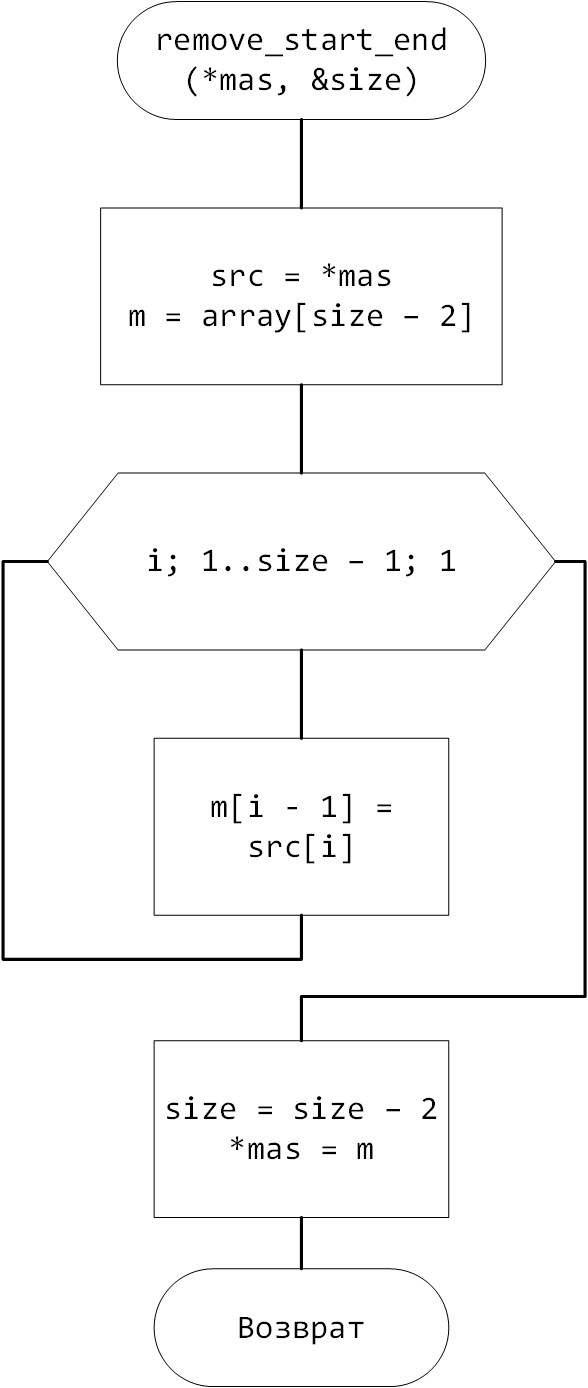 remove_start_end
(*mas, &size)
src = *mas
m = array[size – 2]
i; 1..size – 1; 1
m[i - 1] =
src[i]
size = size – 2
*mas = m
Возврат